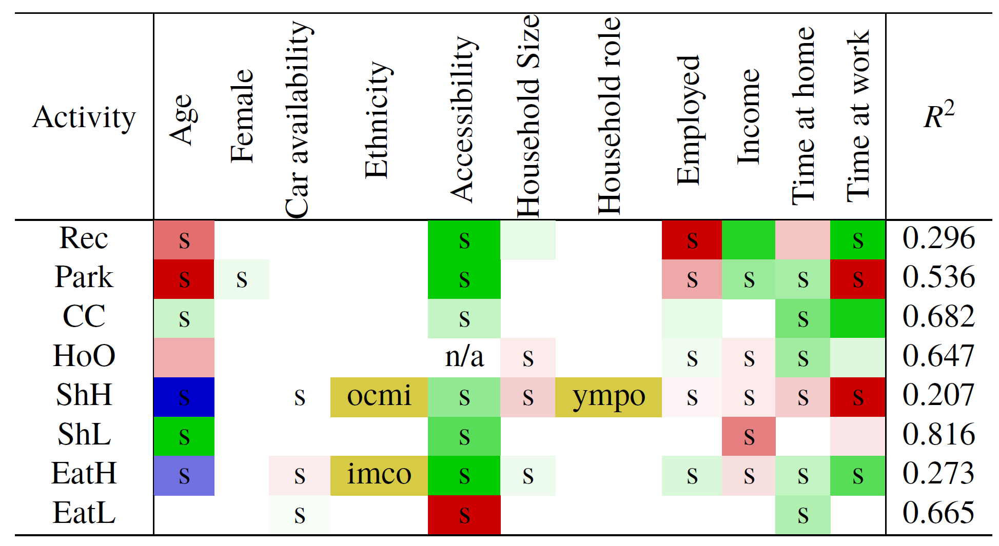 Activity Age Female Car availability Ethnicity Accessibility Household Size Household role Employed Income Time at home Time at work R²
Rec s s s s 0.296
Park s s s s s s s 0.536
CC s s s 0.682
HoO n/a s s s s 0.647
ShH s s ocmi s s ympo s s s s 0.207
ShL s s s 0.816
EatH s s imco s s s s s s 0.273
EatL s s s 0.665